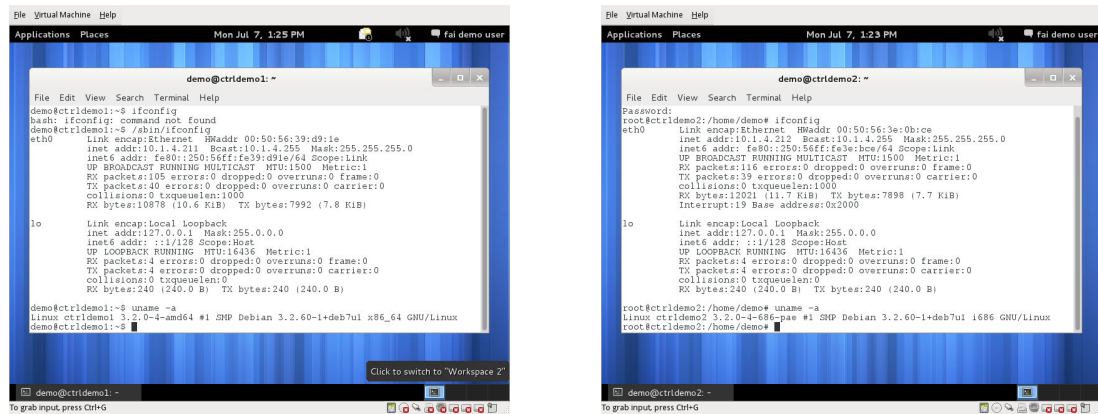 File Virtual Machine Help
Applications Places Mon Jul 7, 1:25 PM fai demo user
demo@ctrldemo1: ~
File Edit View Search Terminal Help
demo@ctrldemo1:~$ ifconfig
bash: ifconfig: command not found
demo@ctrldemo1:~$ /sbin/ifconfig
eth0 Link encap:Ethernet HWaddr 00:50:56:39:d9:1e
inet addr:10.1.4.211 Bcast:10.1.4.255 Mask:255.255.255.0
inet6 addr: fe80::250:56ff:fe39:d91e/64 Scope:Link
UP BROADCAST RUNNING MULTICAST MTU:1500 Metric:1
RX packets:105 errors:0 dropped:0 overruns:0 frame:0
TX packets:40 errors:0 dropped:0 overruns:0 carrier:0
collisions:0 txqueuelen:1000
RX bytes:10878 (10.6 KiB) TX bytes:7992 (7.8 KiB)
lo Link encap:Local Loopback
inet addr:127.0.0.1 Mask:255.0.0.0
inet6 addr: ::1/128 Scope:Host
UP LOOPBACK RUNNING MTU:16436 Metric:1
RX packets:4 errors:0 dropped:0 overruns:0 frame:0
TX packets:4 errors:0 dropped:0 overruns:0 carrier:0
collisions:0 txqueuelen:0
RX bytes:240 (240.0 B) TX bytes:240 (240.0 B)
demo@ctrldemo1:~$ uname -a
Linux ctrldemo1 3.2.0-4-amd64 #1 SMP Debian 3.2.60-1+deb7u1 x86_64 GNU/Linux
demo@ctrldemo1:~$
Click to switch to "Workspace 2"
demo@ctrldemo1: ~
To grab input, press Ctrl+G
File Virtual Machine Help
Applications Places Mon Jul 7, 1:23 PM fai demo user
demo@ctrldemo2: ~
File Edit View Search Terminal Help
Password:
root@ctrldemo2:/home/demo# ifconfig
eth0 Link encap:Ethernet HWaddr 00:50:56:3e:0b:ce
inet addr:10.1.4.212 Bcast:10.1.4.255 Mask:255.255.255.0
inet6 addr: fe80::250:56ff:fe3e:bce/64 Scope:Link
UP BROADCAST RUNNING MULTICAST MTU:1500 Metric:1
RX packets:116 errors:0 dropped:0 overruns:0 frame:0
TX packets:39 errors:0 dropped:0 overruns:0 carrier:0
collisions:0 txqueuelen:1000
RX bytes:12021 (11.7 KiB) TX bytes:7898 (7.7 KiB)
Interrupt:19 Base address:0x2000
lo Link encap:Local Loopback
inet addr:127.0.0.1 Mask:255.0.0.0
inet6 addr: ::1/128 Scope:Host
UP LOOPBACK RUNNING MTU:16436 Metric:1
RX packets:4 errors:0 dropped:0 overruns:0 frame:0
TX packets:4 errors:0 dropped:0 overruns:0 carrier:0
collisions:0 txqueuelen:0
RX bytes:240 (240.0 B) TX bytes:240 (240.0 B)
root@ctrldemo2:/home/demo# uname -a
Linux ctrldemo2 3.2.0-4-686-pae #1 SMP Debian 3.2.60-1+deb7u1 i686 GNU/Linux
root@ctrldemo2:/home/demo#
demo@ctrldemo2: ~
To grab input, press Ctrl+G